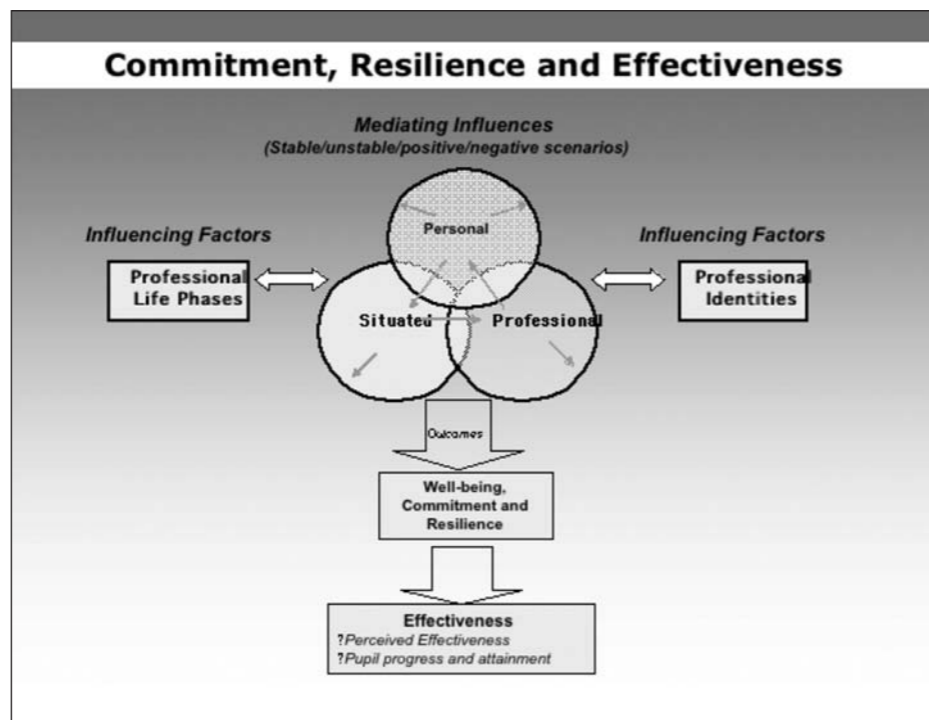 Commitment, Resilience and Effectiveness
Mediating Influences
(Stable/unstable/positive/negative scenarios)
Personal
Influencing Factors
Professional
Life Phases
Influencing Factors
Professional
Identities
Situated
Professional
Outcomes
Well-being,
Commitment and
Resilience
Effectiveness
?Perceived Effectiveness
?Pupil progress and attainment